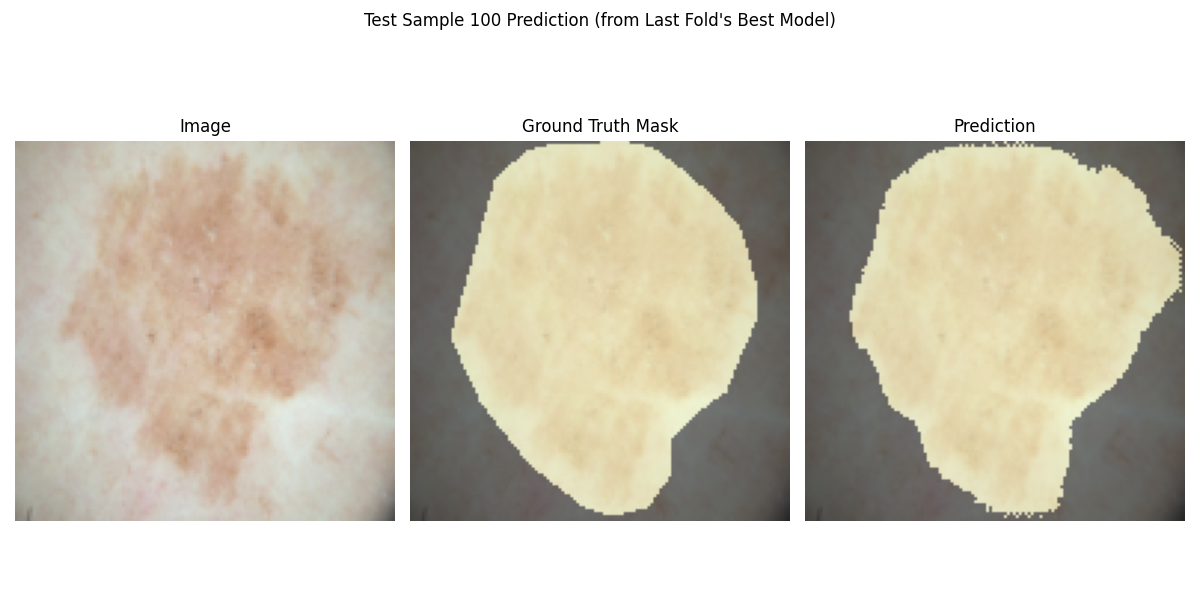 Test Sample 100 Prediction (from Last Fold's Best Model)
Image
Ground Truth Mask
Prediction